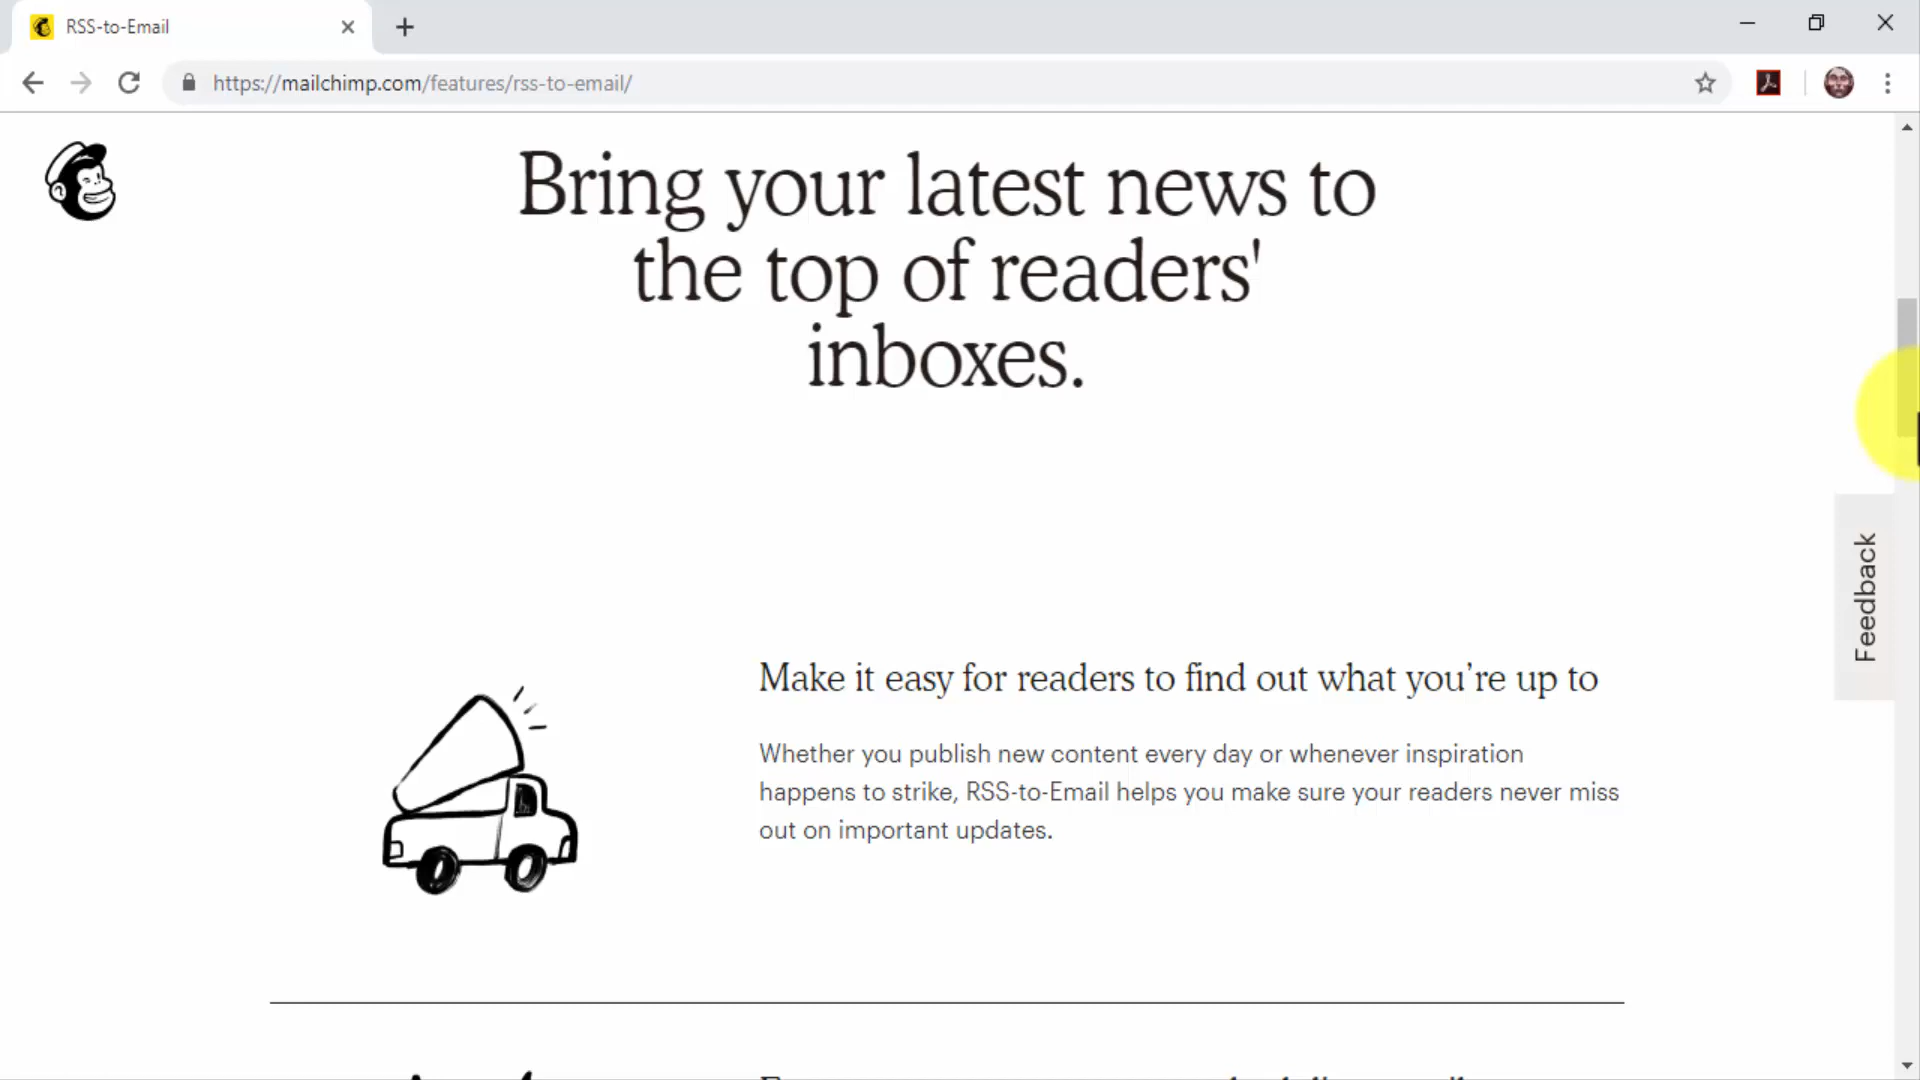 RSS-to-Email
https://mailchimp.com/features/rss-to-email/
Bring your latest news to
the top of readers'
inboxes.
Feedback
Make it easy for readers to find out what you’re up to
Whether you publish new content every day or whenever inspiration
happens to strike, RSS-to-Email helps you make sure your readers never miss
out on important updates.